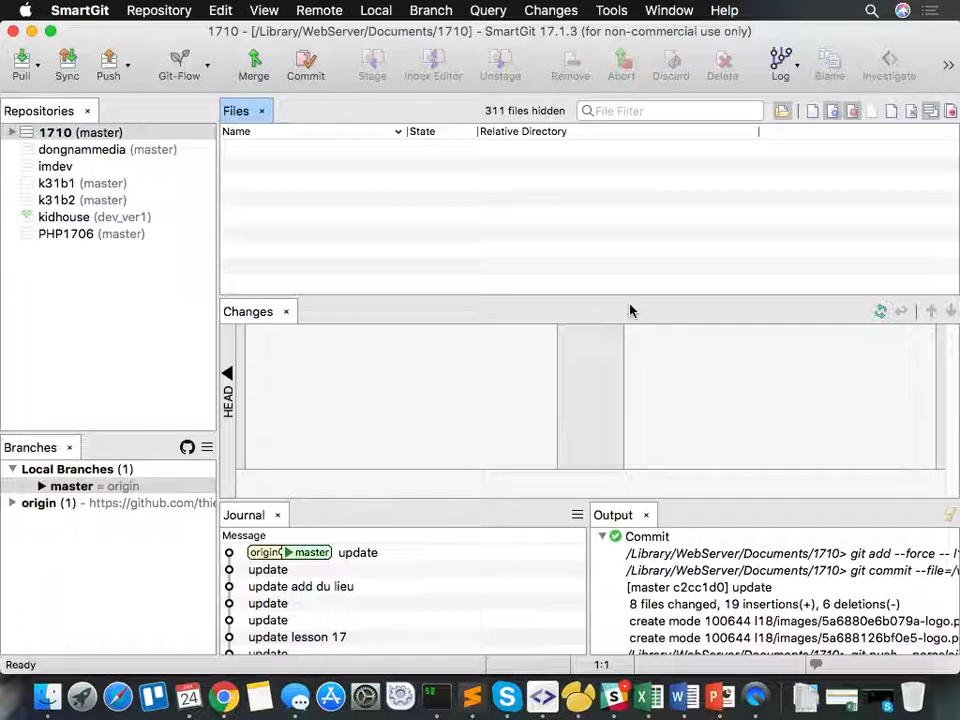 SmartGit Repository Edit View Remote Local Branch Query Changes Tools Window Help
1710 - [/Library/WebServer/Documents/1710] - SmartGit 17.1.3 (for non-commercial use only)
Pull Sync Push Git-Flow Merge Commit Stage Index Editor Unstage Remove Abort Discard Delete Log Blame Investigate
Repositories
Files
311 files hidden
File Filter
Name State Relative Directory
1710 (master)
dongnammedia (master)
imdev
k31b1 (master)
k31b2 (master)
kidhouse (dev_ver1)
PHP1706 (master)
Changes
HEAD
Branches
Local Branches (1)
master = origin
origin (1) - https://github.com/thie
Journal
Message
origin master update
update
update add du lieu
update
update
update lesson 17
Output
Commit
/Library/WebServer/Documents/1710> git add --force --
/Library/WebServer/Documents/1710> git commit --file=/
[master c2cc1d0] update
8 files changed, 19 insertions(+), 6 deletions(-)
create mode 100644 l18/images/5a6880e6b079a-logo.p
create mode 100644 l18/images/5a688126bf0e5-logo.p
Ready
1:1
24